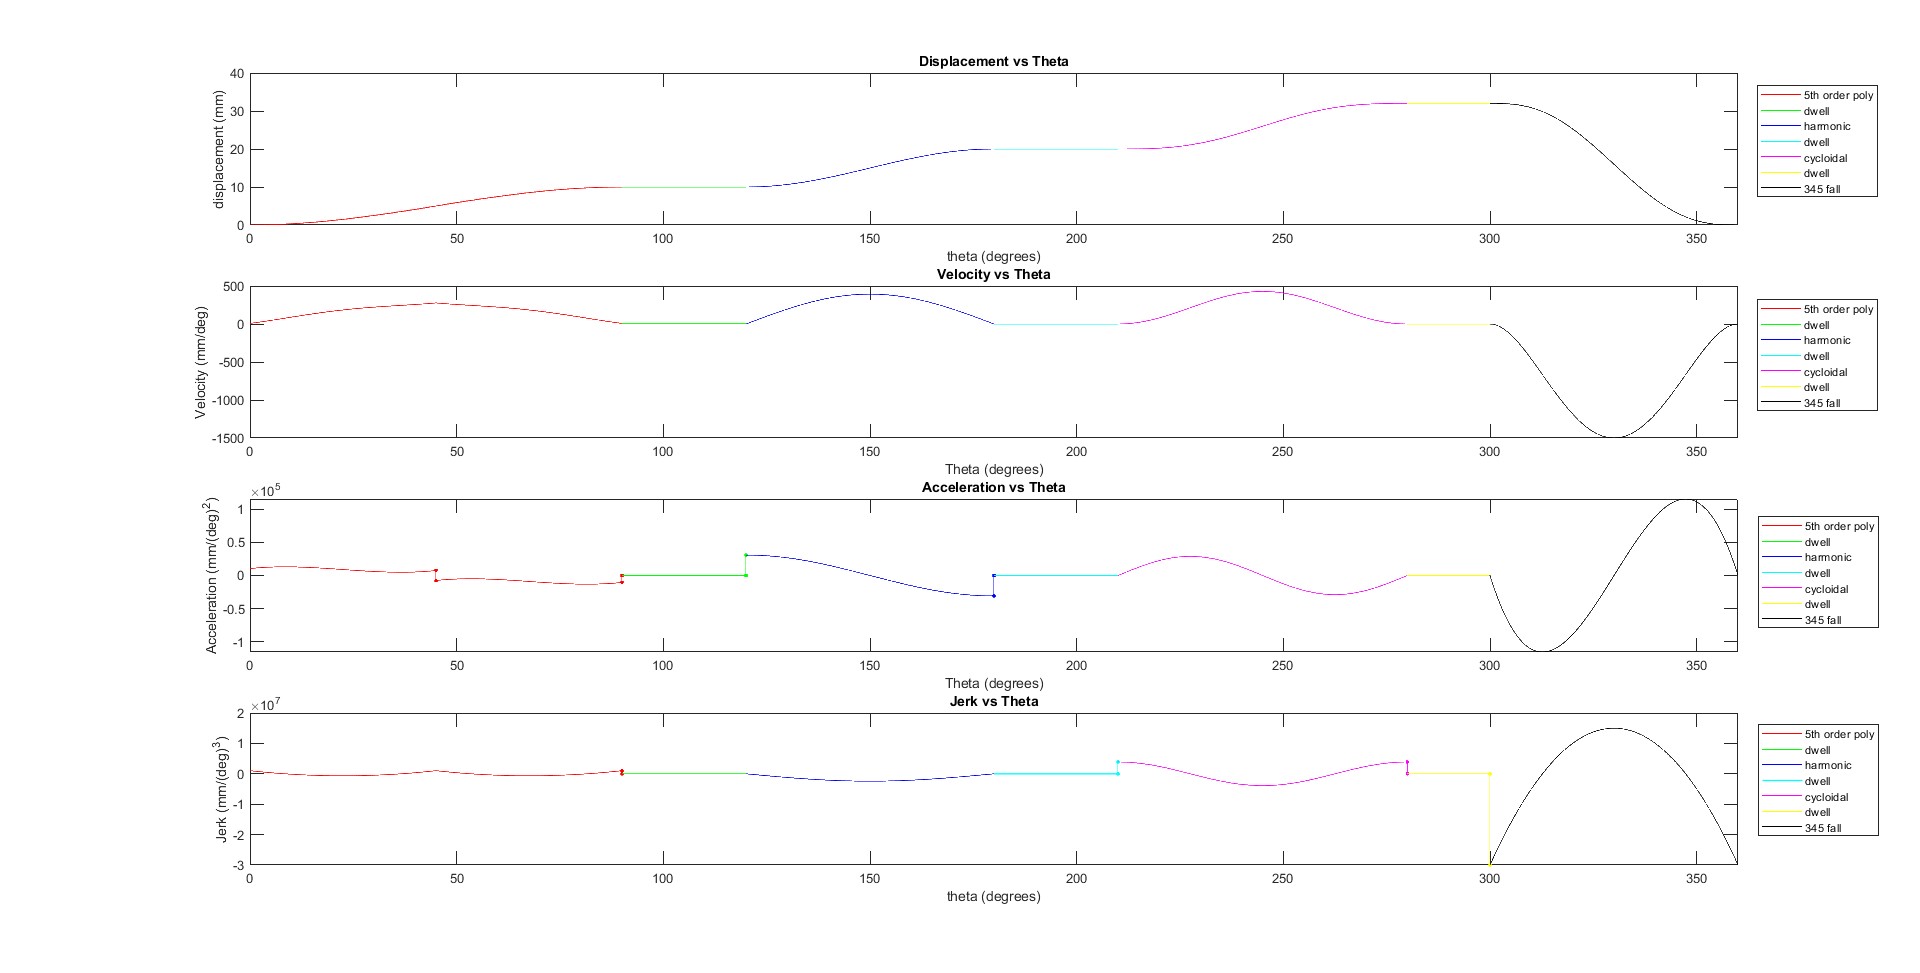 Displacement vs Theta
displacement (mm)
40
30
20
10
0
0 50 100 150 200 250 300 350
theta (degrees)
5th order poly
dwell
harmonic
dwell
cycloidal
dwell
345 fall
Velocity vs Theta
Velocity (mm/deg)
500
0
-500
-1000
-1500
0 50 100 150 200 250 300 350
Theta (degrees)
5th order poly
dwell
harmonic
dwell
cycloidal
dwell
345 fall
Acceleration vs Theta
×10^5
Acceleration (mm/(deg)^2)
1
0.5
0
-0.5
-1
0 50 100 150 200 250 300 350
Theta (degrees)
5th order poly
dwell
harmonic
dwell
cycloidal
dwell
345 fall
Jerk vs Theta
×10^7
Jerk (mm/(deg)^3)
2
1
0
-1
-2
-3
0 50 100 150 200 250 300 350
theta (degrees)
5th order poly
dwell
harmonic
dwell
cycloidal
dwell
345 fall